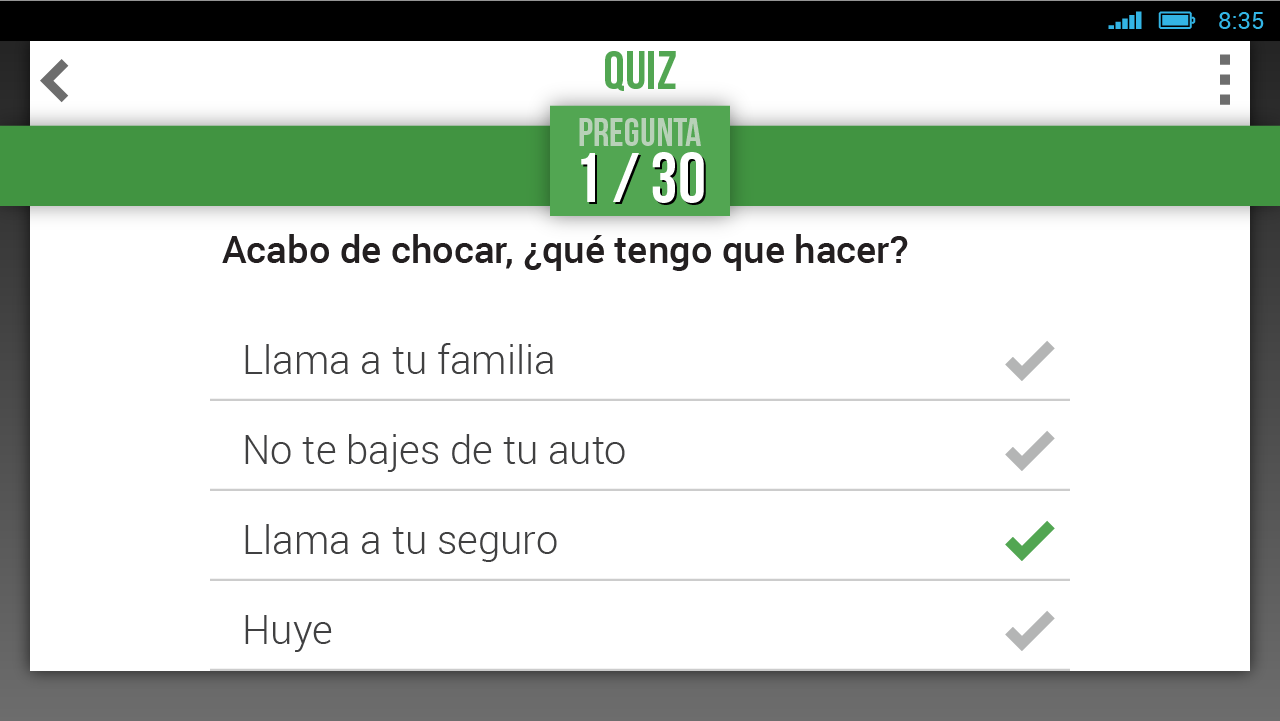 8:35
QUIZ
PREGUNTA
1 / 30
Acabo de chocar, ¿qué tengo que hacer?
Llama a tu familia
No te bajes de tu auto
Llama a tu seguro
Huye